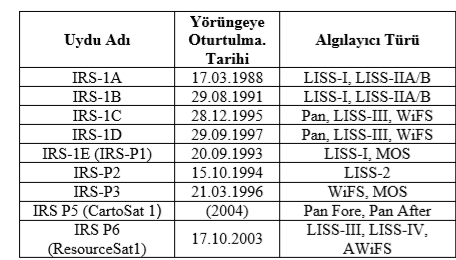 Uydu Adı | Yörüngeye Oturtulma. Tarihi | Algılayıcı Türü
IRS-1A | 17.03.1988 | LISS-I, LISS-IIA/B
IRS-1B | 29.08.1991 | LISS-I, LISS-IIA/B
IRS-1C | 28.12.1995 | Pan, LISS-III, WiFS
IRS-1D | 29.09.1997 | Pan, LISS-III, WiFS
IRS-1E (IRS-P1) | 20.09.1993 | LISS-I, MOS
IRS-P2 | 15.10.1994 | LISS-2
IRS-P3 | 21.03.1996 | WiFS, MOS
IRS P5 (CartoSat 1) | (2004) | Pan Fore, Pan After
IRS P6 (ResourceSat1) | 17.10.2003 | LISS-III, LISS-IV, AWiFS